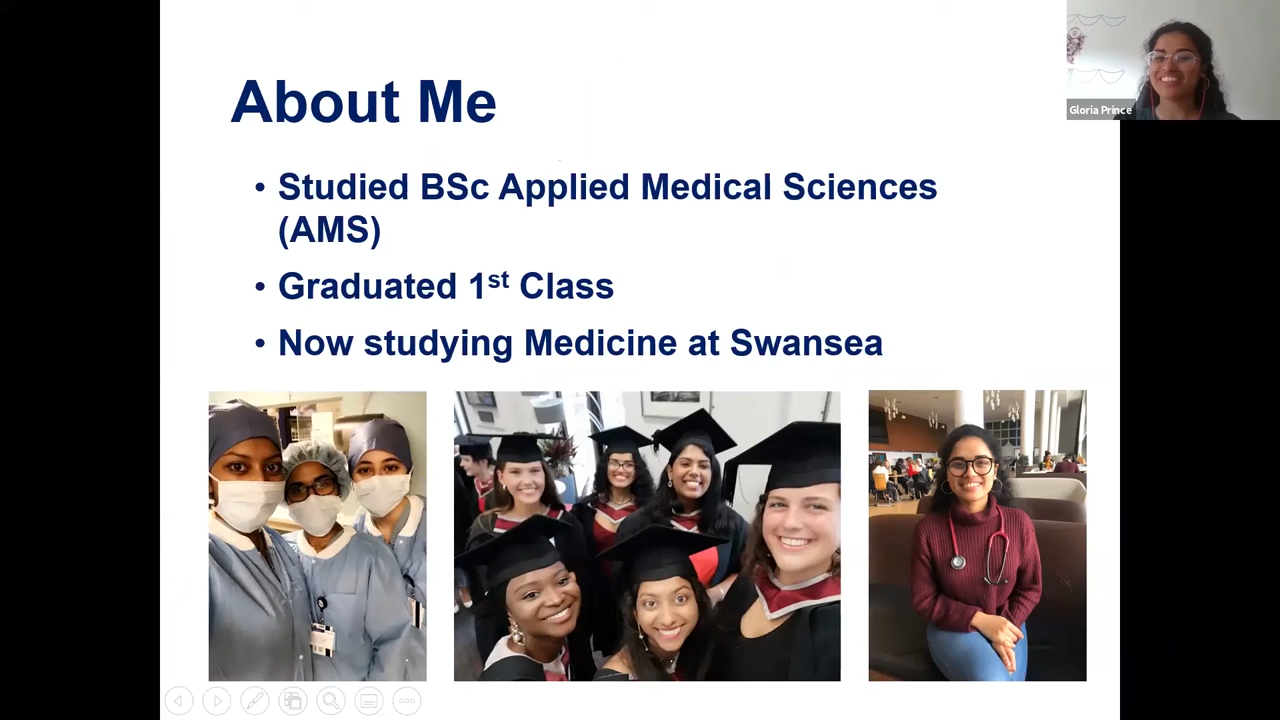 About Me
Gloria Prince
• Studied BSc Applied Medical Sciences
(AMS)
• Graduated 1st Class
• Now studying Medicine at Swansea